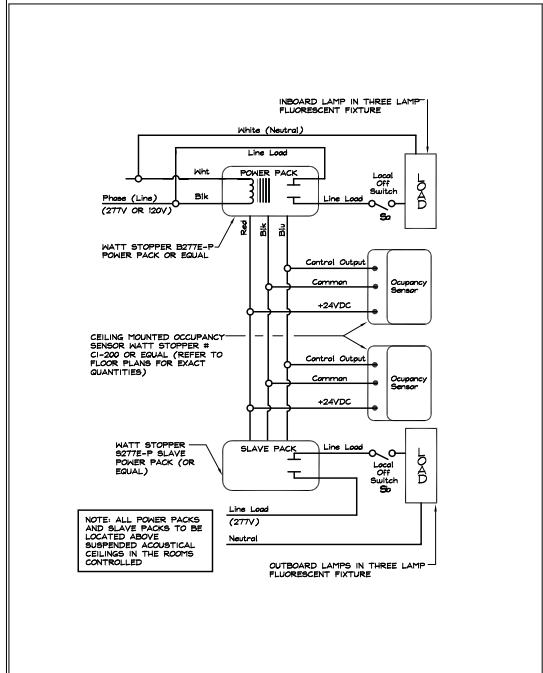 INBOARD LAMP IN THREE LAMP
FLUORESCENT FIXTURE
White (Neutral)
Line Load
Wht
POWER PACK
Phase (Line)
(277V OR 120V)
Blk
Line Load
Local
Off
Switch
LOAD
Red
Blk
Blu
WATT STOPPER B277E-P
POWER PACK OR EQUAL
Control Output
Common
+24VDC
Ocupancy
Sensor
CEILING MOUNTED OCCUPANCY
SENSOR WATT STOPPER #
CI-200 OR EQUAL (REFER TO
FLOOR PLANS FOR EXACT
QUANTITIES)
Control Output
Common
+24VDC
Ocupancy
Sensor
WATT STOPPER
S277E-P SLAVE
POWER PACK (OR
EQUAL)
SLAVE PACK
Line Load
Local
Off
Switch
LOAD
Line Load
(277V)
Neutral
NOTE: ALL POWER PACKS
AND SLAVE PACKS TO BE
LOCATED ABOVE
SUSPENDED ACOUSTICAL
CEILINGS IN THE ROOMS
CONTROLLED
OUTBOARD LAMPS IN THREE LAMP
FLUORESCENT FIXTURE